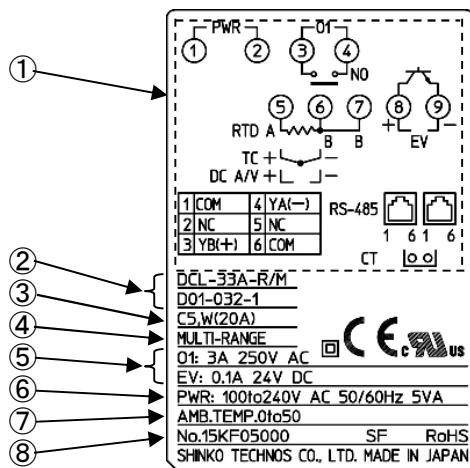 PWR 01
1 2 3 4
NO
5 6 7 8 9
RTD A B B + EV −
TC + −
DC A/V + −
1 COM 4 YA(−)
2 NC 5 NC
3 YB(+) 6 COM
RS-485
1 6 1 6
CT
① 
②
DCL-33A-R/M
D01-032-1
③
C5,W(20A)
④
MULTI-RANGE
⑤
01: 3A 250V AC
EV: 0.1A 24V DC
CE c RU US
⑥
PWR: 100to240V AC 50/60Hz 5VA
⑦
AMB.TEMP.0to50
⑧
No.15KF05000 SF RoHS
SHINKO TECHNOS CO., LTD. MADE IN JAPAN